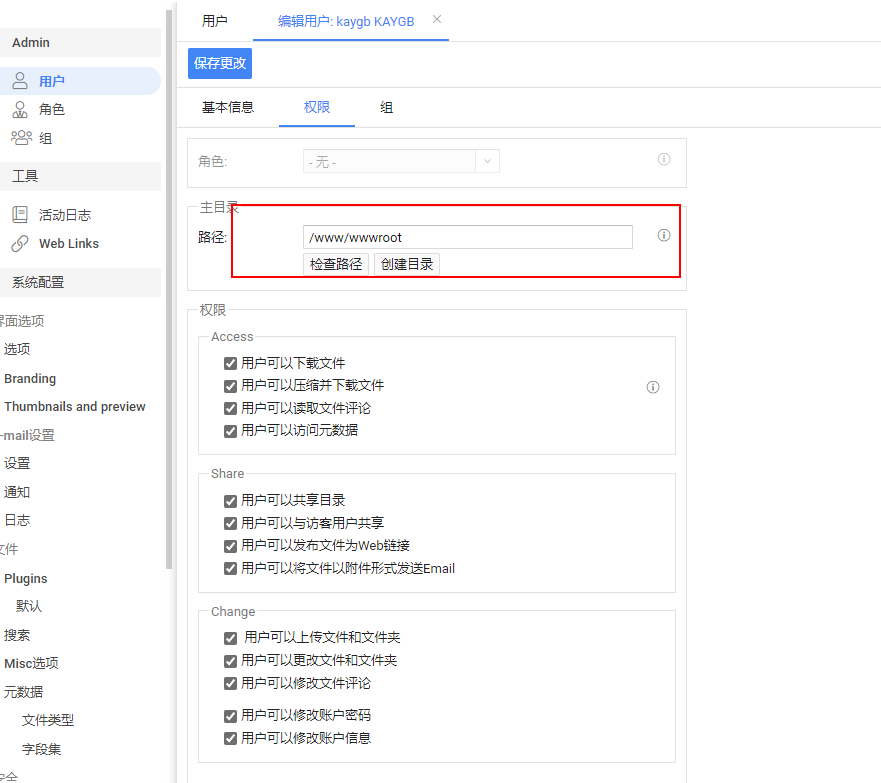 用户
编辑用户: kaygb KAYGB
保存更改
基本信息
权限
组
Admin
用户
角色
组
工具
活动日志
Web Links
系统配置
界面选项
选项
Branding
Thumbnails and preview
-mail设置
设置
通知
日志
文件
Plugins
默认
搜索
Misc选项
元数据
文件类型
字段集
角色:
- 无 -
主目录
路径:
/www/wwwroot
检查路径
创建目录
权限
Access
用户可以下载文件
用户可以压缩并下载文件
用户可以读取文件评论
用户可以访问元数据
Share
用户可以共享目录
用户可以与访客用户共享
用户可以发布文件为Web链接
用户可以将文件以附件形式发送Email
Change
用户可以上传文件和文件夹
用户可以更改文件和文件夹
用户可以修改文件评论
用户可以修改账户密码
用户可以修改账户信息